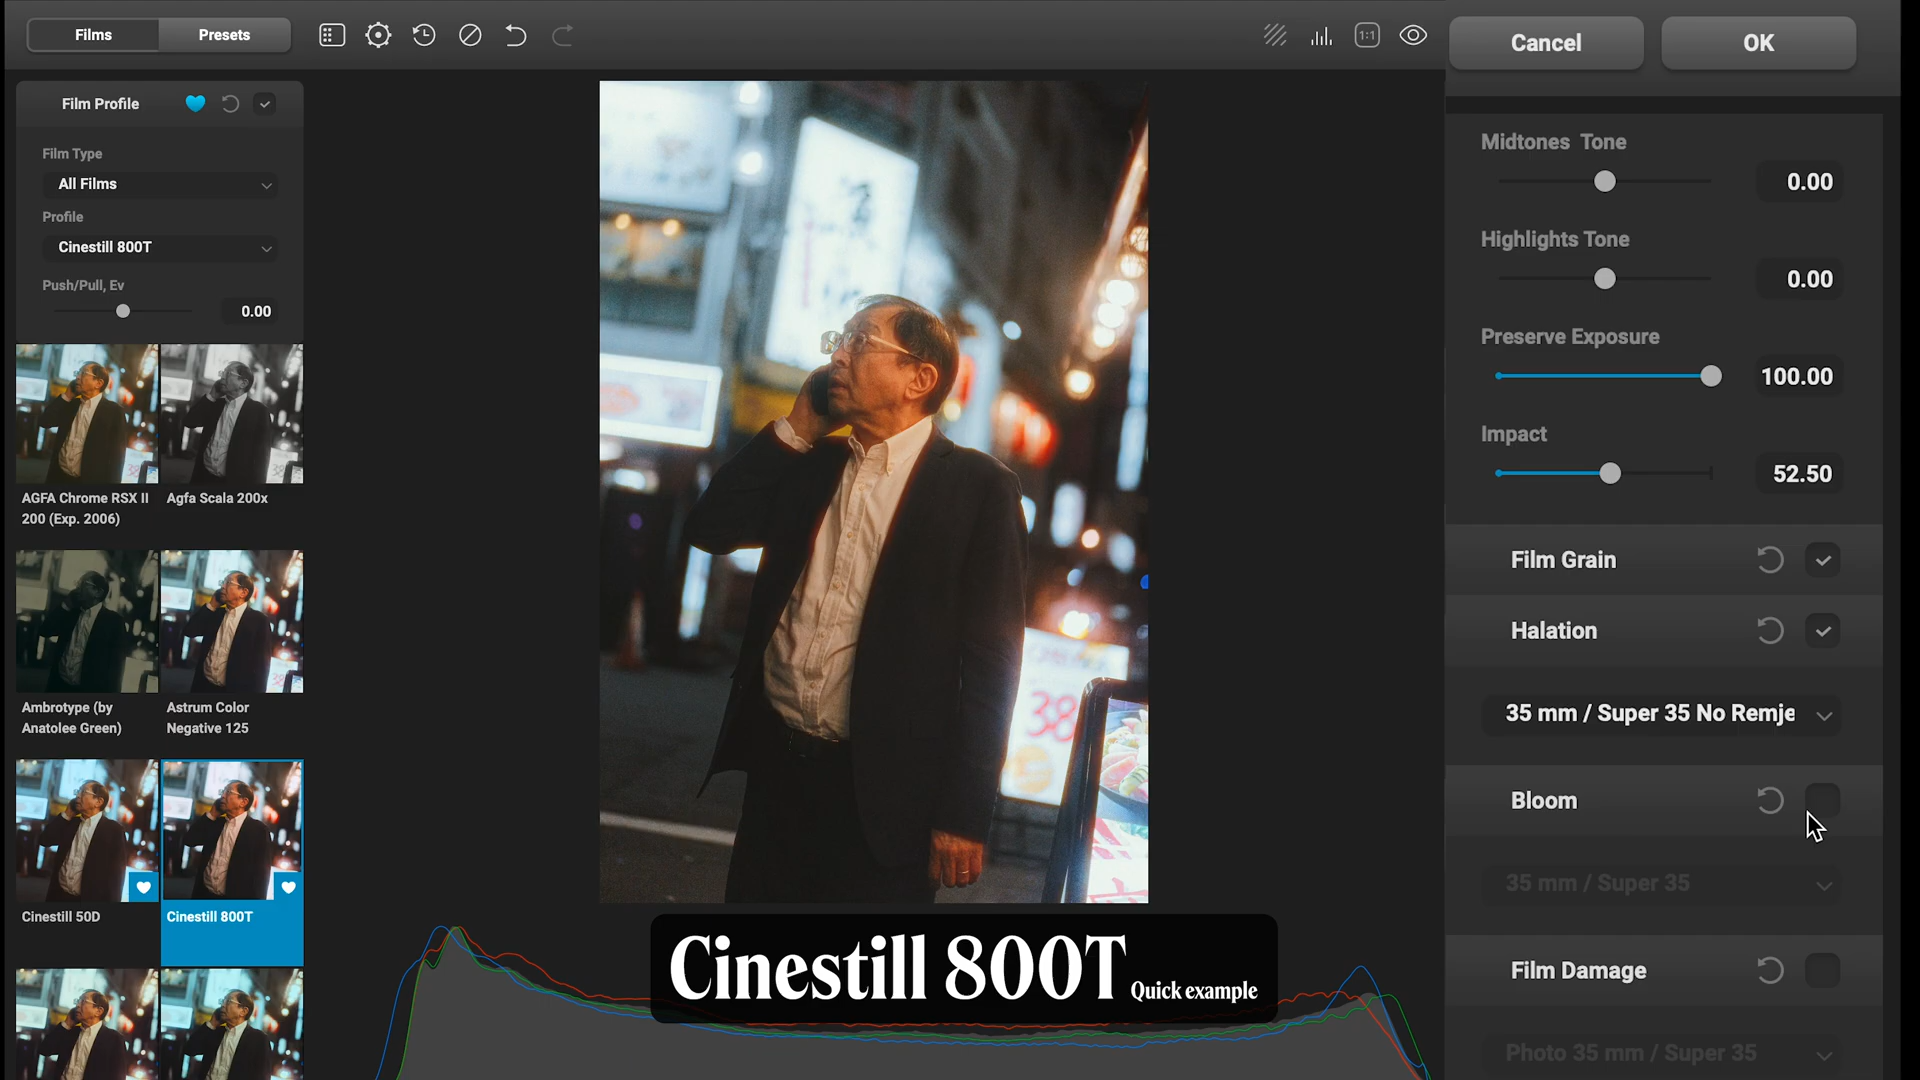 Films
Presets
1:1
Cancel
OK
Film Profile
Film Type
All Films
Profile
Cinestill 800T
Push/Pull, Ev
0.00
AGFA Chrome RSX II
200 (Exp. 2006)
Agfa Scala 200x
Ambrotype (by
Anatolee Green)
Astrum Color
Negative 125
Cinestill 50D
Cinestill 800T
38
Cinestill 800T Quick example
Midtones Tone
0.00
Highlights Tone
0.00
Preserve Exposure
100.00
Impact
52.50
Film Grain
Halation
35 mm / Super 35 No Remje
Bloom
35 mm / Super 35
Film Damage
Photo 35 mm / Super 35